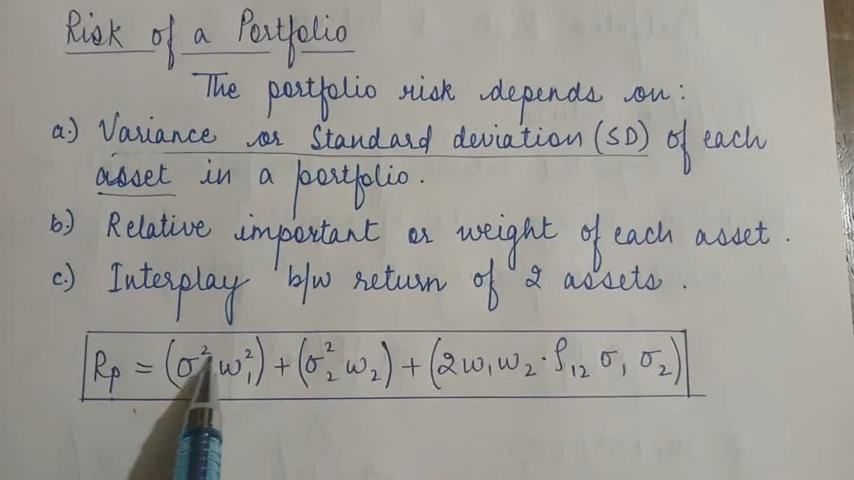 Risk of a Portfolio
The portfolio risk depends on:
a.) Variance or Standard deviation (SD) of each
asset in a portfolio.
b.) Relative important or weight of each asset.
c.) Interplay b/w return of 2 assets.
Rp = (σ²₁ w₁²) + (σ₂² w₂) + (2w₁w₂ · ρ₁₂ σ₁ σ₂)